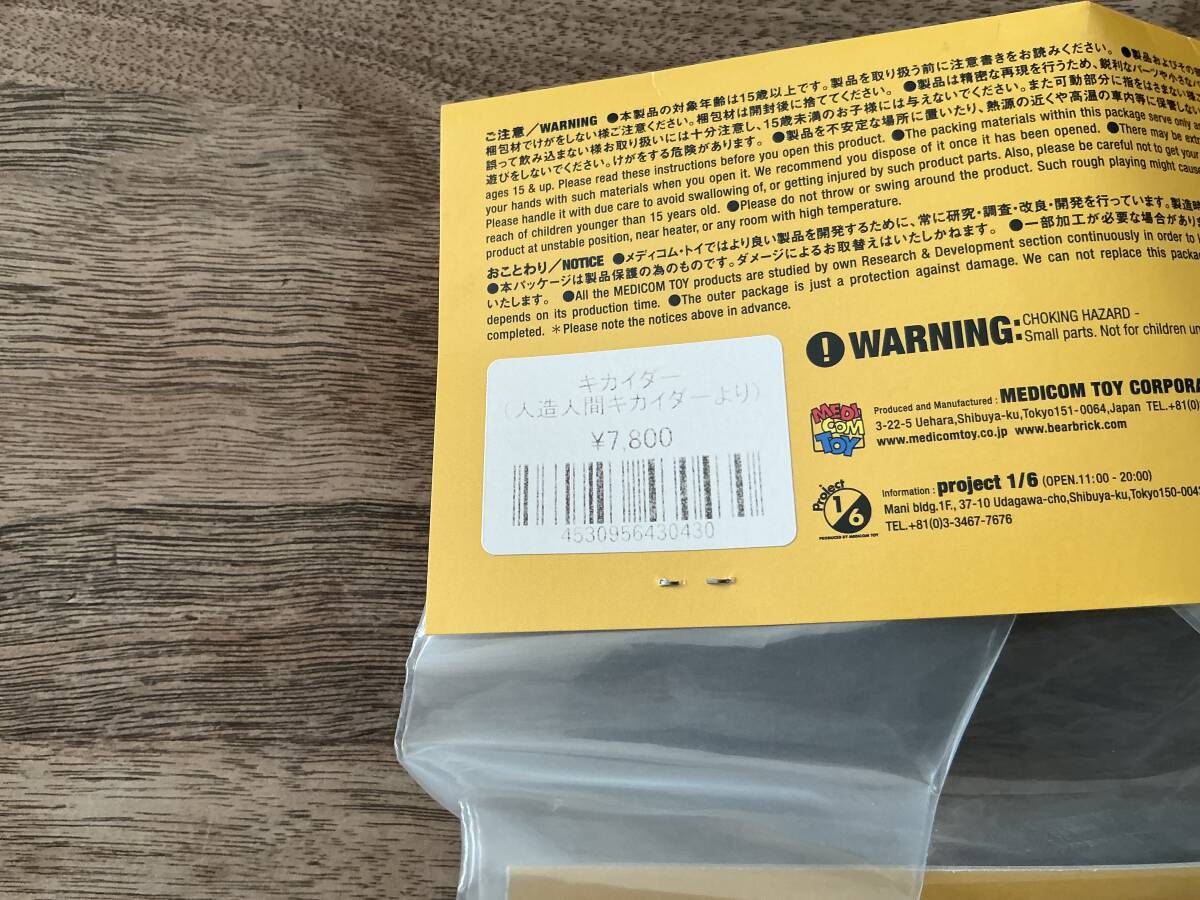 ご注意／WARNING ●本製品の対象年齢は15歳以上です。製品を取り扱う前に注意書きをお読みください。 ●製品およびその
梱包材でけがをしない様ご注意ください。梱包材は開封後に捨ててください。 ●製品は精密な再現を行うため、鋭利なパーツや小さな
誤って飲み込まない様お取り扱いには十分注意し、15歳未満のお子様には与えないでください。また可動部分に指をはさまない様
遊びをしないでください。けがをする危険があります。 ●製品を不安定な場所に置いたり、熱源の近くや高温の車内等に保管しない
ages 15 & up. Please read these instructions before you open this product. ●The packing materials within this package serve only
your hands with such materials when you open it. We recommend you dispose of it once it has been opened. ●There may be
Please handle it with due care to avoid swallowing of, or getting injured by such product parts. Also, please be careful not to get your
reach of children younger than 15 years old. ●Please do not throw or swing around the product. Such rough playing might cause
product at unstable position, near heater, or any room with high temperature.
おことわり／NOTICE ●メディコム・トイではより良い製品を開発するために、常に研究・調査・改良・開発を行っています。製造
●本パッケージは製品保護の為のものです。ダメージによるお取替えはいたしかねます。 ●一部加工が必要な場合があり
いたします。 ●All the MEDICOM TOY products are studied by own Research & Development section continuously in order to
depends on its production time. ●The outer package is just a protection against damage. We can not replace this
completed. ＊Please note the notices above in advance.
キカイダー
(人造人間キカイダーより)
¥7,800
4530956430430
! WARNING:
CHOKING HAZARD -
Small parts. Not for children
MEDI COM TOY
Produced and Manufactured : MEDICOM TOY
3-22-5 Uehara,Shibuya-ku,Tokyo151-0064,Japan TEL.+81(0)
www.medicomtoy.co.jp www.bearbrick.com
Project 1/6
PRODUCED BY MEDICOM TOY
Information : project 1/6 (OPEN.11:00 - 20:00)
Mani bldg.1F., 37-10 Udagawa-cho,Shibuya-ku,Tokyo150-004
TEL.+81(0)3-3467-7676